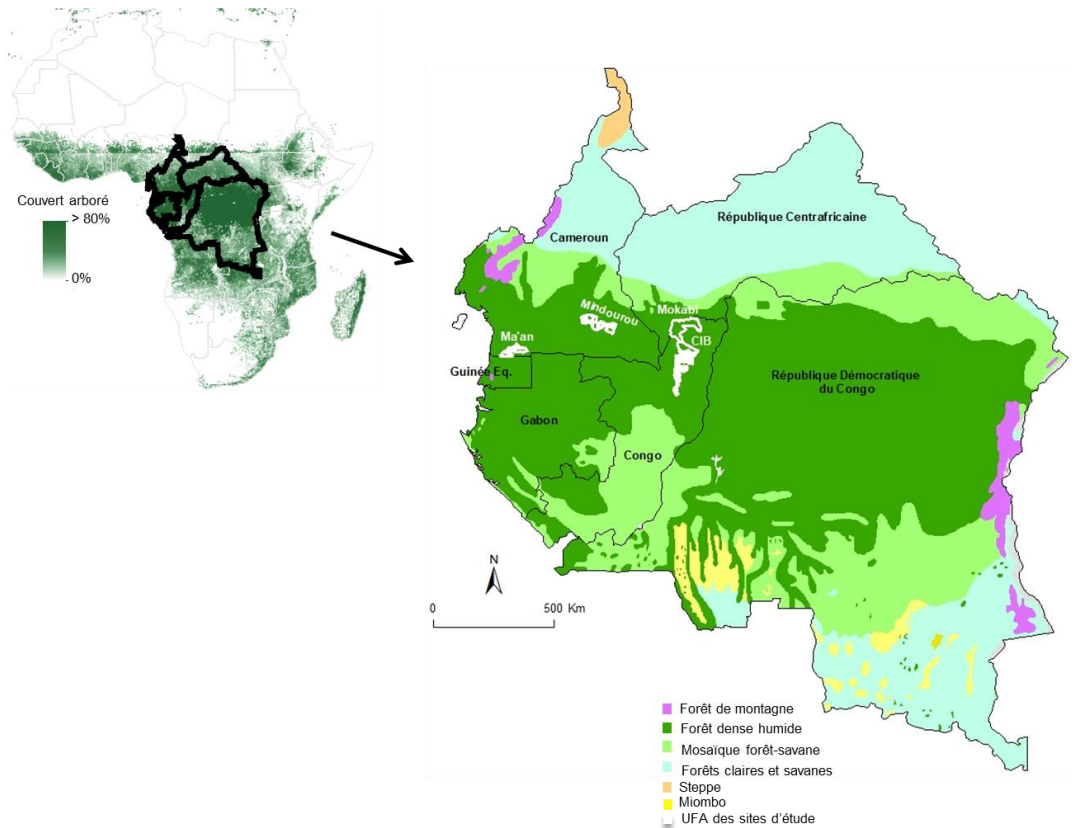 Couvert arboré
> 80%
0%
République Centrafricaine
Cameroun
Mindourou
Mokabi
Ma'an
CIB
Guinée Eq.
République Démocratique
du Congo
Gabon
Congo
N
0
500 Km
Forêt de montagne
Forêt dense humide
Mosaïque forêt-savane
Forêts claires et savanes
Steppe
Miombo
UFA des sites d'étude